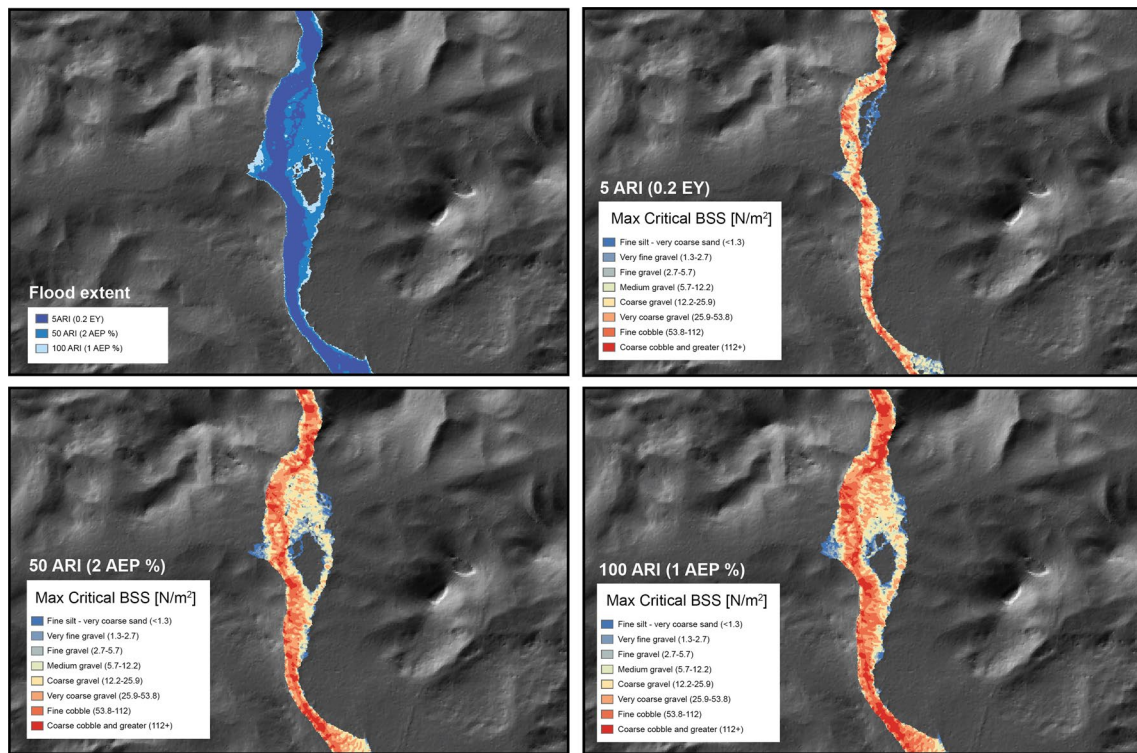 Flood extent
5ARI (0.2 EY)
50 ARI (2 AEP %)
100 ARI (1 AEP %)
5 ARI (0.2 EY)
Max Critical BSS [N/m²]
Fine silt - very coarse sand (<1.3)
Very fine gravel (1.3-2.7)
Fine gravel (2.7-5.7)
Medium gravel (5.7-12.2)
Coarse gravel (12.2-25.9)
Very coarse gravel (25.9-53.8)
Fine cobble (53.8-112)
Coarse cobble and greater (112+)
50 ARI (2 AEP %)
Max Critical BSS [N/m²]
Fine silt - very coarse sand (<1.3)
Very fine gravel (1.3-2.7)
Fine gravel (2.7-5.7)
Medium gravel (5.7-12.2)
Coarse gravel (12.2-25.9)
Very coarse gravel (25.9-53.8)
Fine cobble (53.8-112)
Coarse cobble and greater (112+)
100 ARI (1 AEP %)
Max Critical BSS [N/m²]
Fine silt - very coarse sand (<1.3)
Very fine gravel (1.3-2.7)
Fine gravel (2.7-5.7)
Medium gravel (5.7-12.2)
Coarse gravel (12.2-25.9)
Very coarse gravel (25.9-53.8)
Fine cobble (53.8-112)
Coarse cobble and greater (112+)